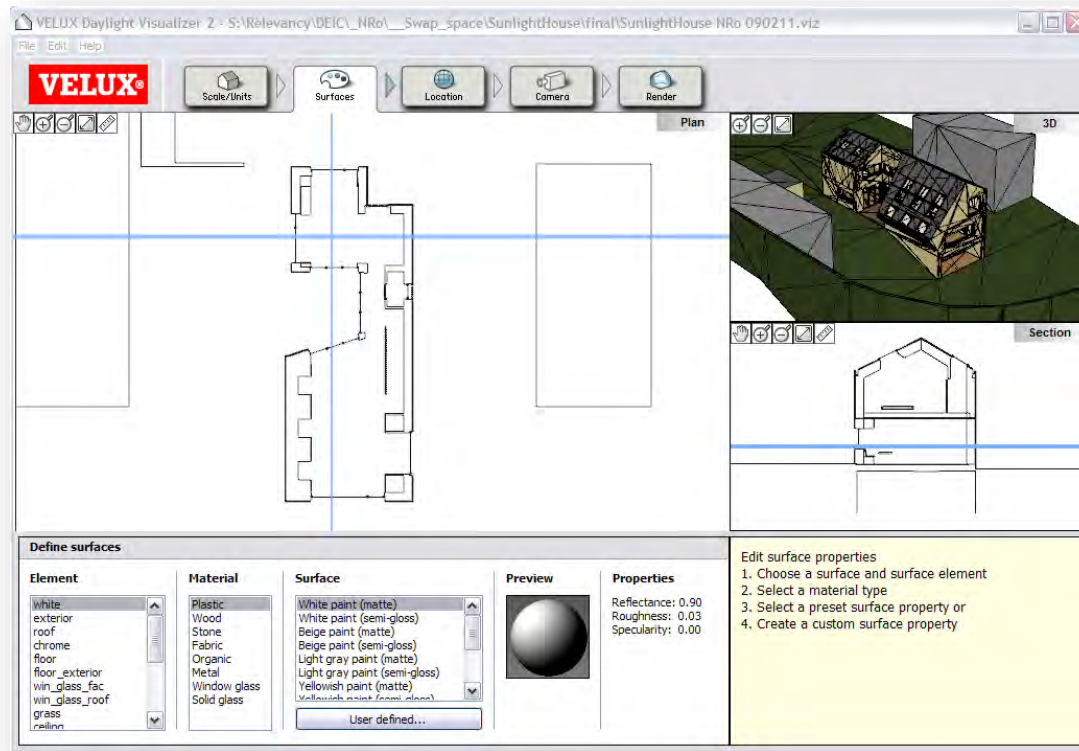 VELUX Daylight Visualizer 2 - S:\Relevancy\DEIC\_NRo\__Swap_space\SunlightHouse\final\SunlightHouse NRo 090211.viz
File Edit Help
VELUX®
Scale/Units
Surfaces
Location
Camera
Render
Plan
3D
Section
Define surfaces
Element
white
exterior
roof
chrome
floor
floor_exterior
win_glass_fac
win_glass_roof
grass
ceiling
Material
Plastic
Wood
Stone
Fabric
Organic
Metal
Window glass
Solid glass
Surface
White paint (matte)
White paint (semi-gloss)
Beige paint (matte)
Beige paint (semi-gloss)
Light gray paint (matte)
Light gray paint (semi-gloss)
Yellowish paint (matte)
Yellowish paint (semi-gloss)
User defined...
Preview
Properties
Reflectance: 0.90
Roughness: 0.03
Specularity: 0.00
Edit surface properties
1. Choose a surface and surface element
2. Select a material type
3. Select a preset surface property or
4. Create a custom surface property